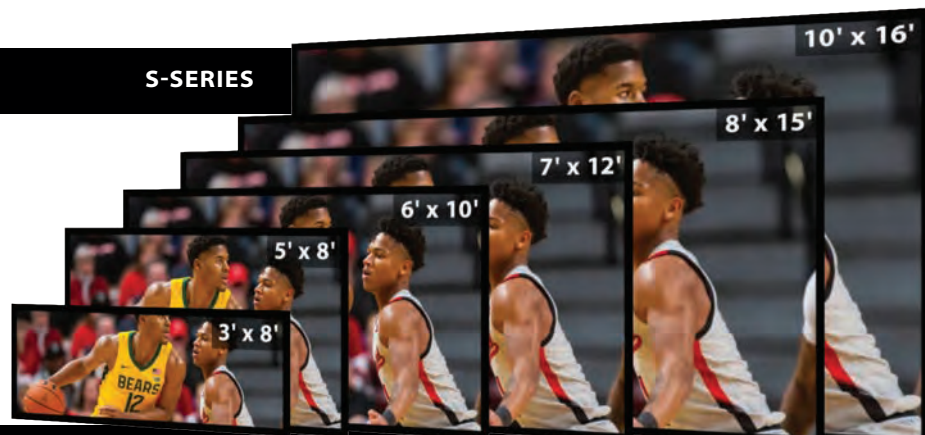 S-SERIES
10' x 16'
8' x 15'
7' x 12'
6' x 10'
5' x 8'
3' x 8'
BEARS
12